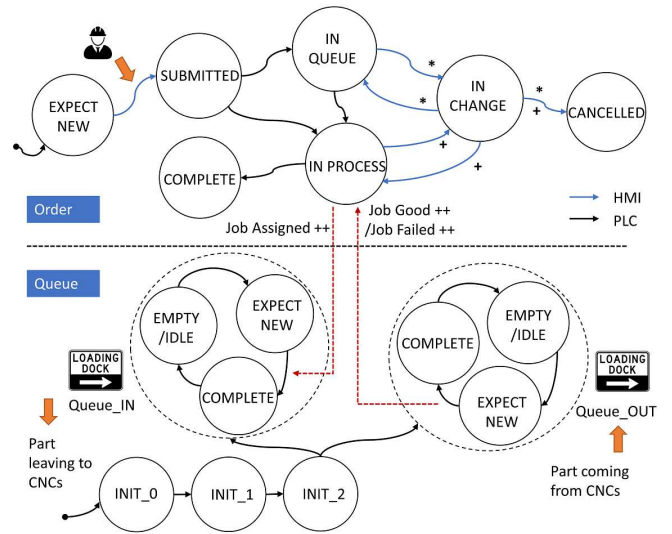 IN
QUEUE
SUBMITTED
*
IN
CHANGE
*
*
+
CANCELLED
EXPECT
NEW
COMPLETE
IN PROCESS
+
+
HMI
PLC
Order
Job Assigned ++
Job Good ++
/Job Failed ++
Queue
EMPTY
/IDLE
EXPECT
NEW
COMPLETE
COMPLETE
EMPTY
/IDLE
EXPECT
NEW
LOADING
DOCK
Queue_IN
LOADING
DOCK
Queue_OUT
Part
leaving to
CNCs
Part coming
from CNCs
INIT_0
INIT_1
INIT_2